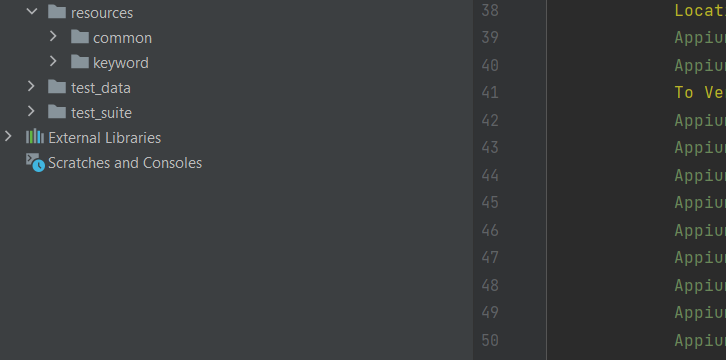 resources
common
keyword
test_data
test_suite
External Libraries
Scratches and Consoles
38 Locat
39 Appiu
40 Appiu
41 To Ve
42 Appiu
43 Appiu
44 Appiu
45 Appiu
46 Appiu
47 Appiu
48 Appiu
49 Appiu
50 Appiu